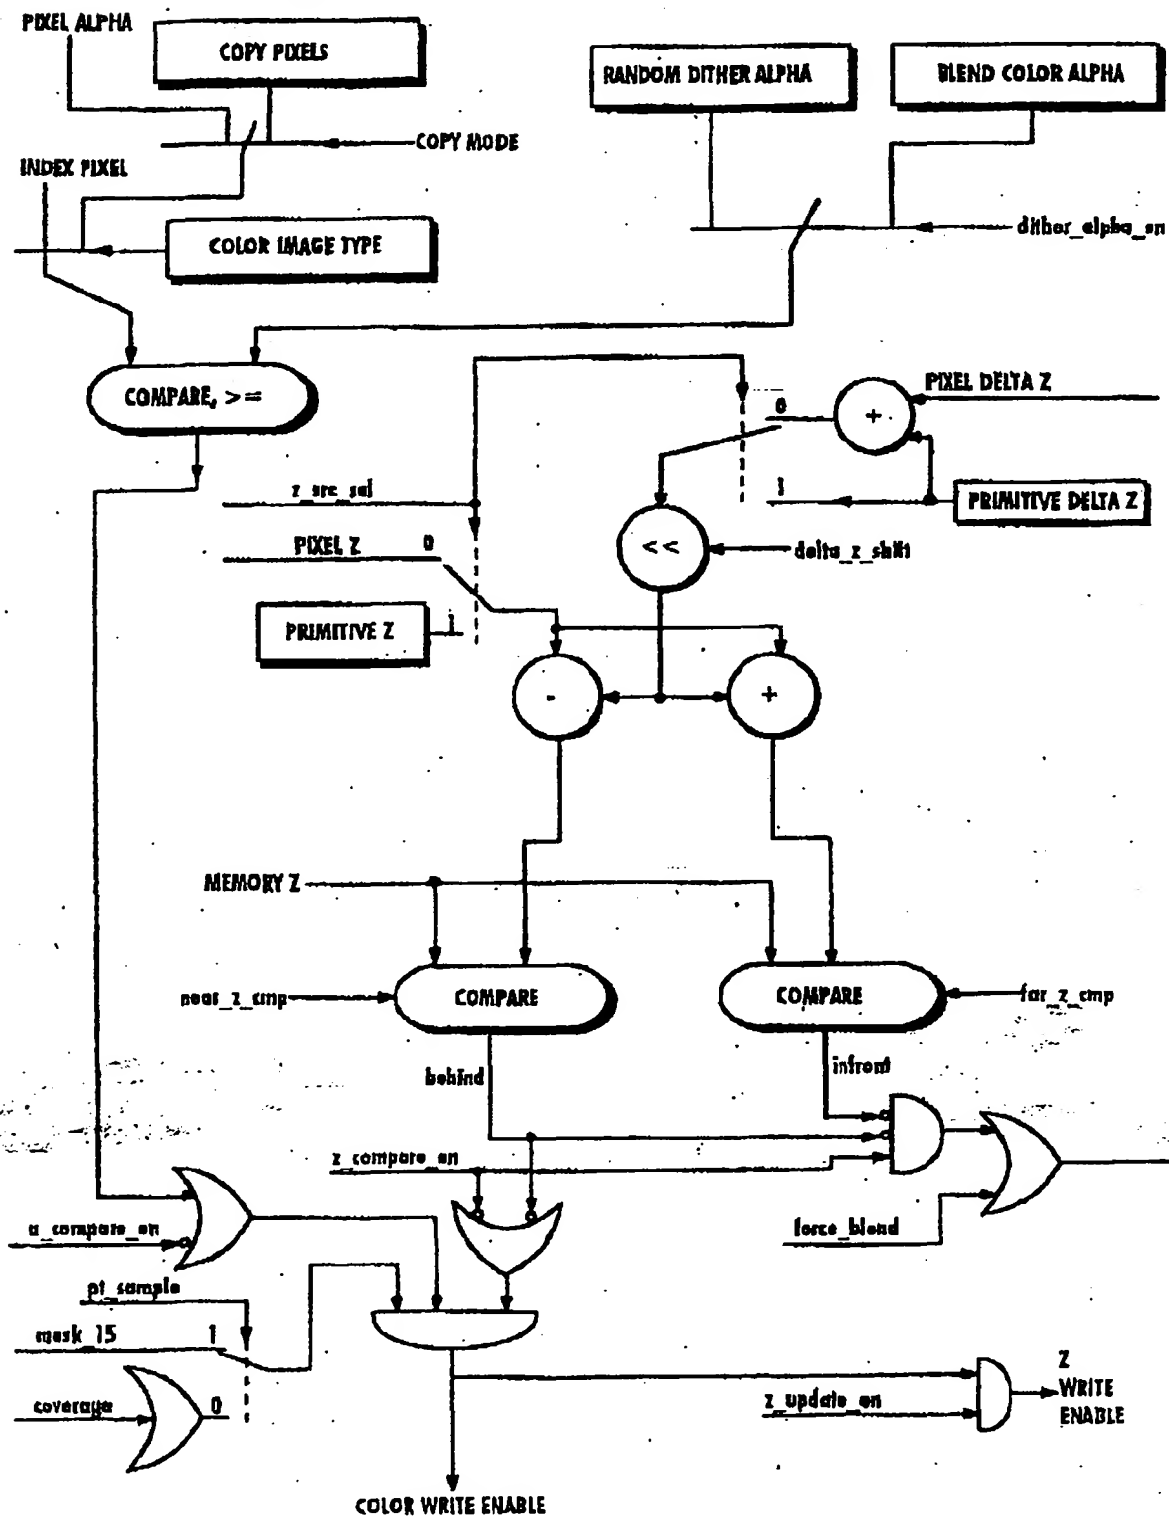 PIXEL ALPHA
COPY PIXELS
RANDOM DITHER ALPHA
BLEND COLOR ALPHA
COPY MODE
INDEX PIXEL
COLOR IMAGE TYPE
dither_alpha_en
COMPARE, >=
PIXEL DELTA Z
0
+
z_src_sel
1
PRIMITIVE DELTA Z
PIXEL Z
0
<<
delta_z_shift
PRIMITIVE Z
1
-
+
MEMORY Z
near_z_cmp
COMPARE
COMPARE
far_z_cmp
behind
infront
z_compare_en
a_compare_en
force_blend
pt_sample
mask_15
1
coverage
0
z_update_en
Z
WRITE
ENABLE
COLOR WRITE ENABLE